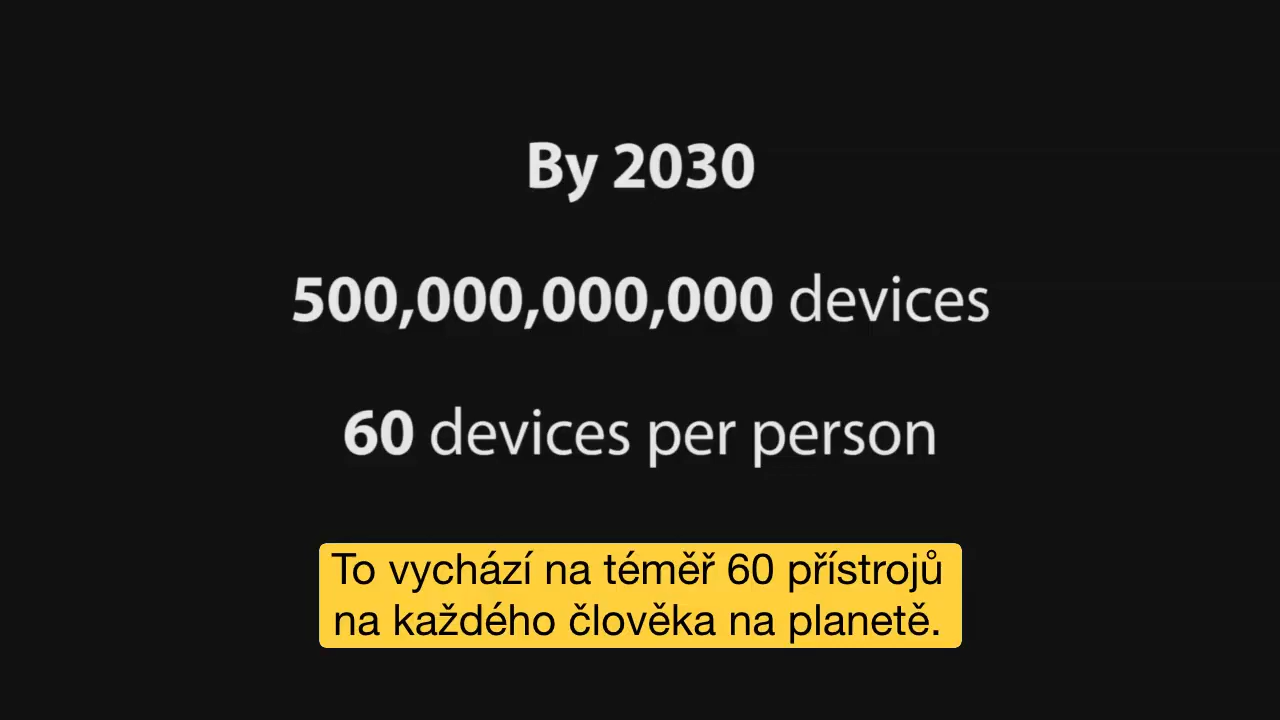 By 2030
500,000,000,000 devices
60 devices per person
To vychází na téměř 60 přístrojů
na každého člověka na planetě.